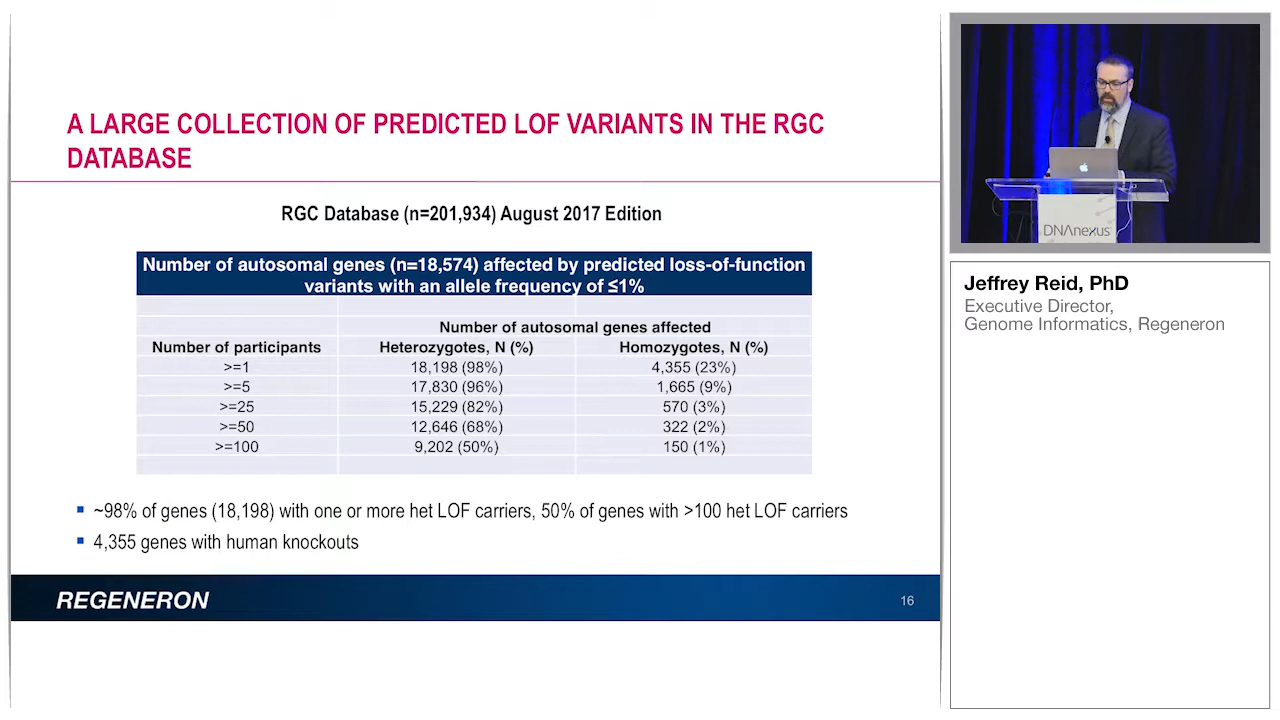 A LARGE COLLECTION OF PREDICTED LOF VARIANTS IN THE RGC
DATABASE
RGC Database (n=201,934) August 2017 Edition
Number of autosomal genes (n=18,574) affected by predicted loss-of-function
variants with an allele frequency of ≤1%
Number of autosomal genes affected
Number of participants Heterozygotes, N (%) Homozygotes, N (%)
>=1 18,198 (98%) 4,355 (23%)
>=5 17,830 (96%) 1,665 (9%)
>=25 15,229 (82%) 570 (3%)
>=50 12,646 (68%) 322 (2%)
>=100 9,202 (50%) 150 (1%)
~98% of genes (18,198) with one or more het LOF carriers, 50% of genes with >100 het LOF carriers
4,355 genes with human knockouts
REGENERON
16
DNAnexus
Jeffrey Reid, PhD
Executive Director,
Genome Informatics, Regeneron